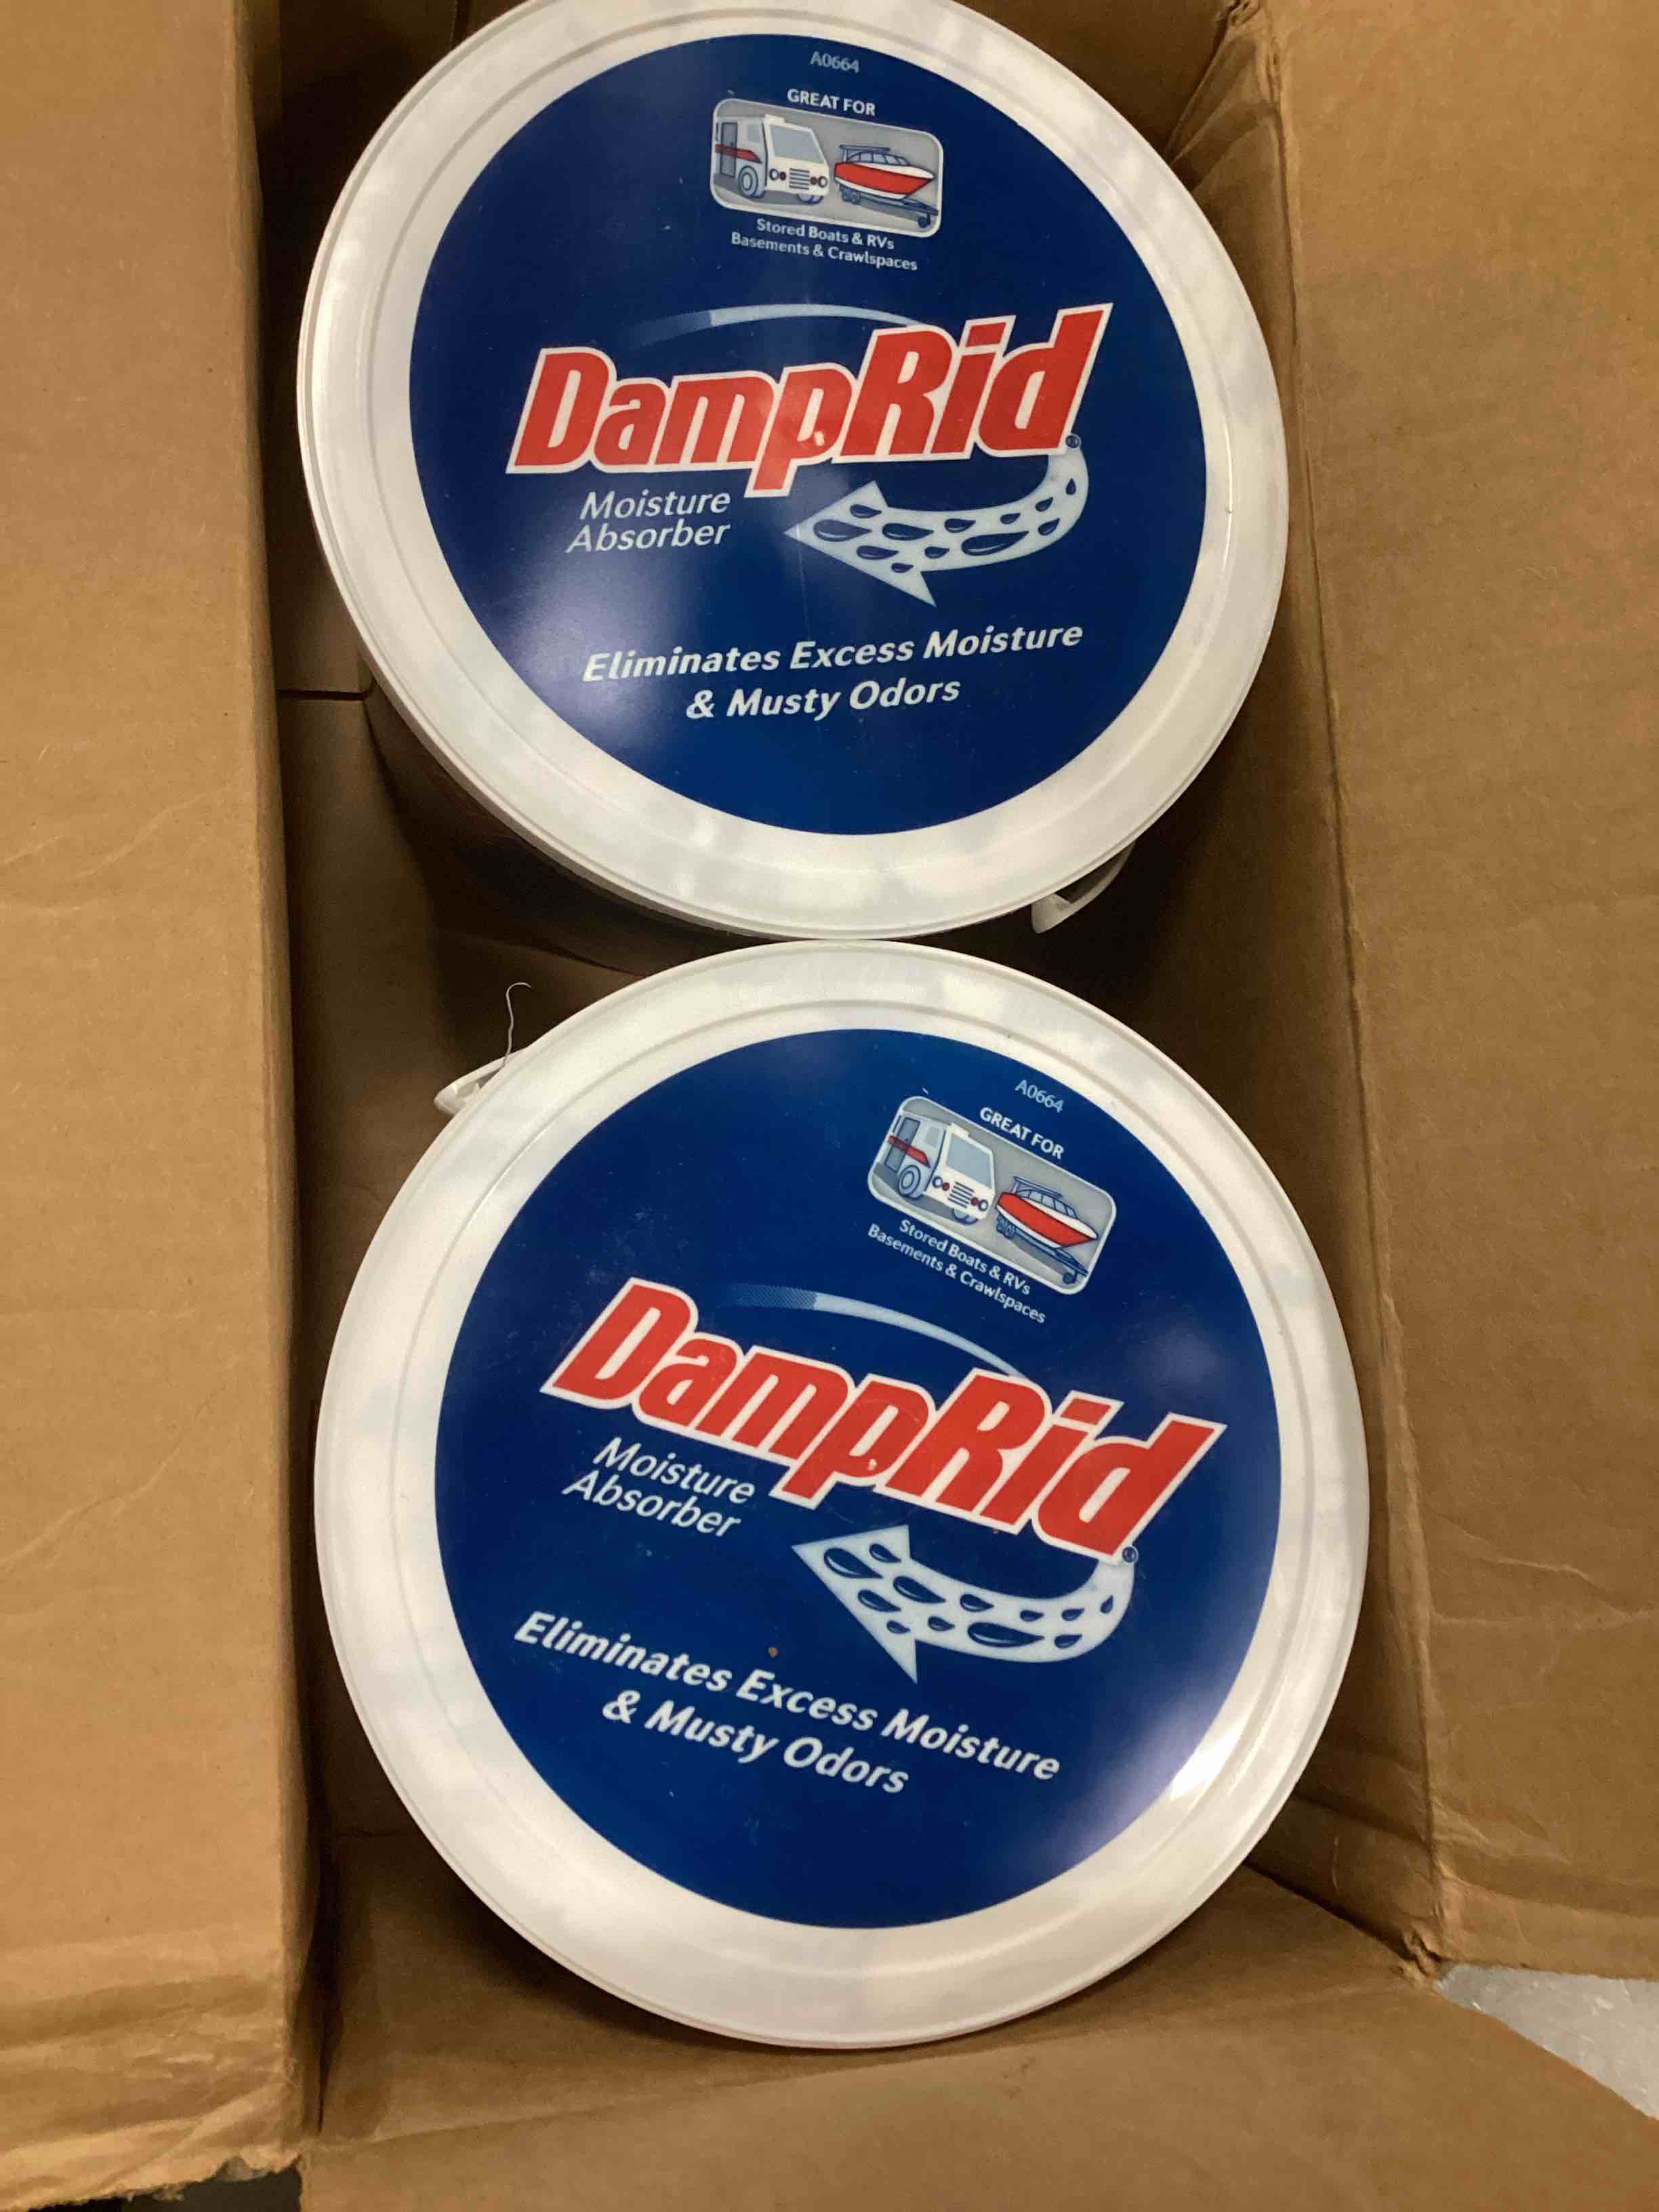 A0664
GREAT FOR
Stored Boats & RVs
Basements & Crawlspaces
DampRid®
Moisture
Absorber
Eliminates Excess Moisture
& Musty Odors
A0664
GREAT FOR
Stored Boats & RVs
Basements & Crawlspaces
DampRid®
Moisture
Absorber
Eliminates Excess Moisture
& Musty Odors